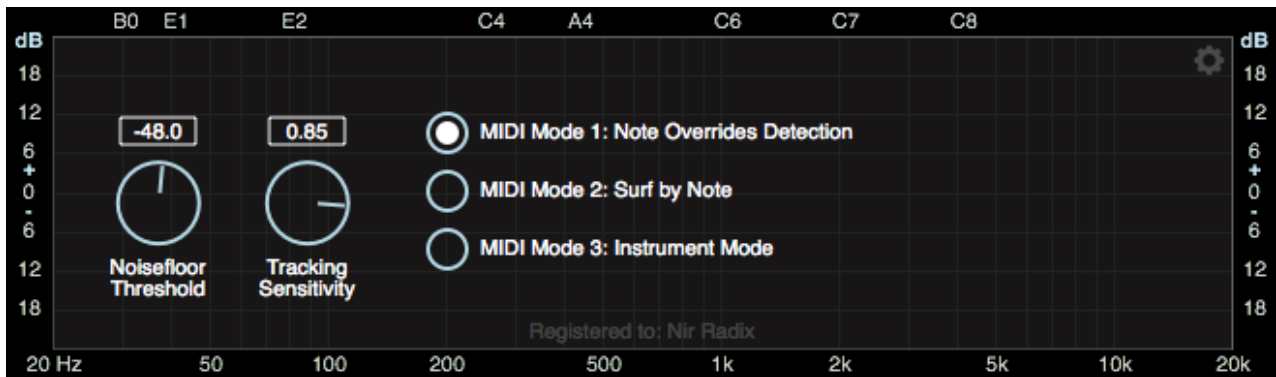 B0 E1 E2 C4 A4 C6 C7 C8
dB dB
18 18
12 12
-48.0 0.85 MIDI Mode 1: Note Overrides Detection
6 6
+ +
0 MIDI Mode 2: Surf by Note 0
- -
6 6
MIDI Mode 3: Instrument Mode
12 Noisefloor Tracking 12
Threshold Sensitivity
18 18
Registered to: Nir Radix
20 Hz 50 100 200 500 1k 2k 5k 10k 20k